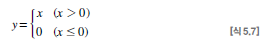 y = { x (x > 0)
0 (x ≤ 0) [식 5.7]